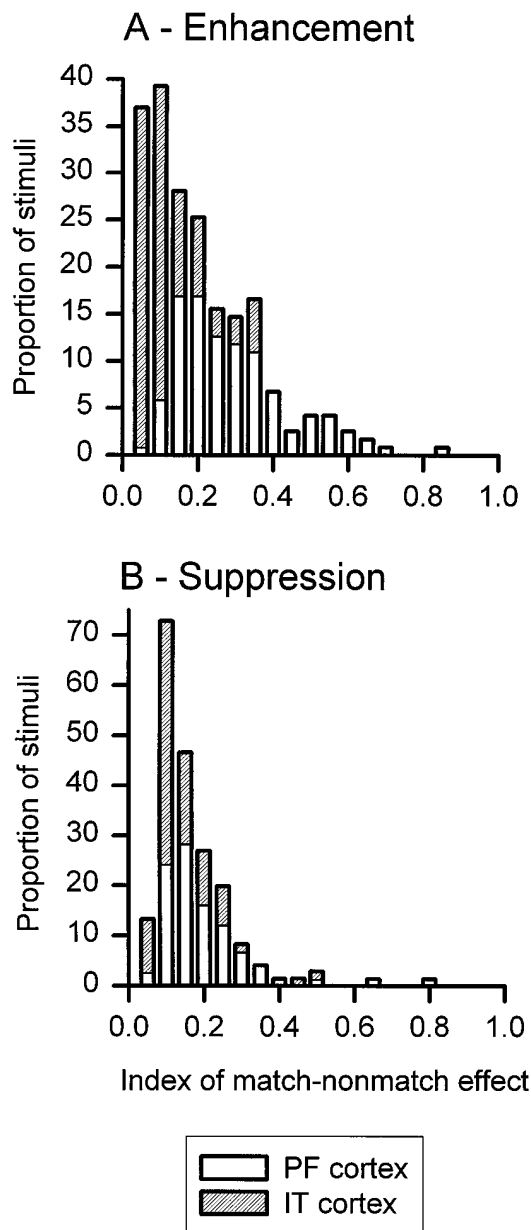 A - Enhancement
Proportion of stimuli
40
35
30
25
20
15
10
5
0
0.0 0.2 0.4 0.6 0.8 1.0
B - Suppression
Proportion of stimuli
70
60
50
40
30
20
10
0
0.0 0.2 0.4 0.6 0.8 1.0
Index of match-nonmatch effect
PF cortex
IT cortex